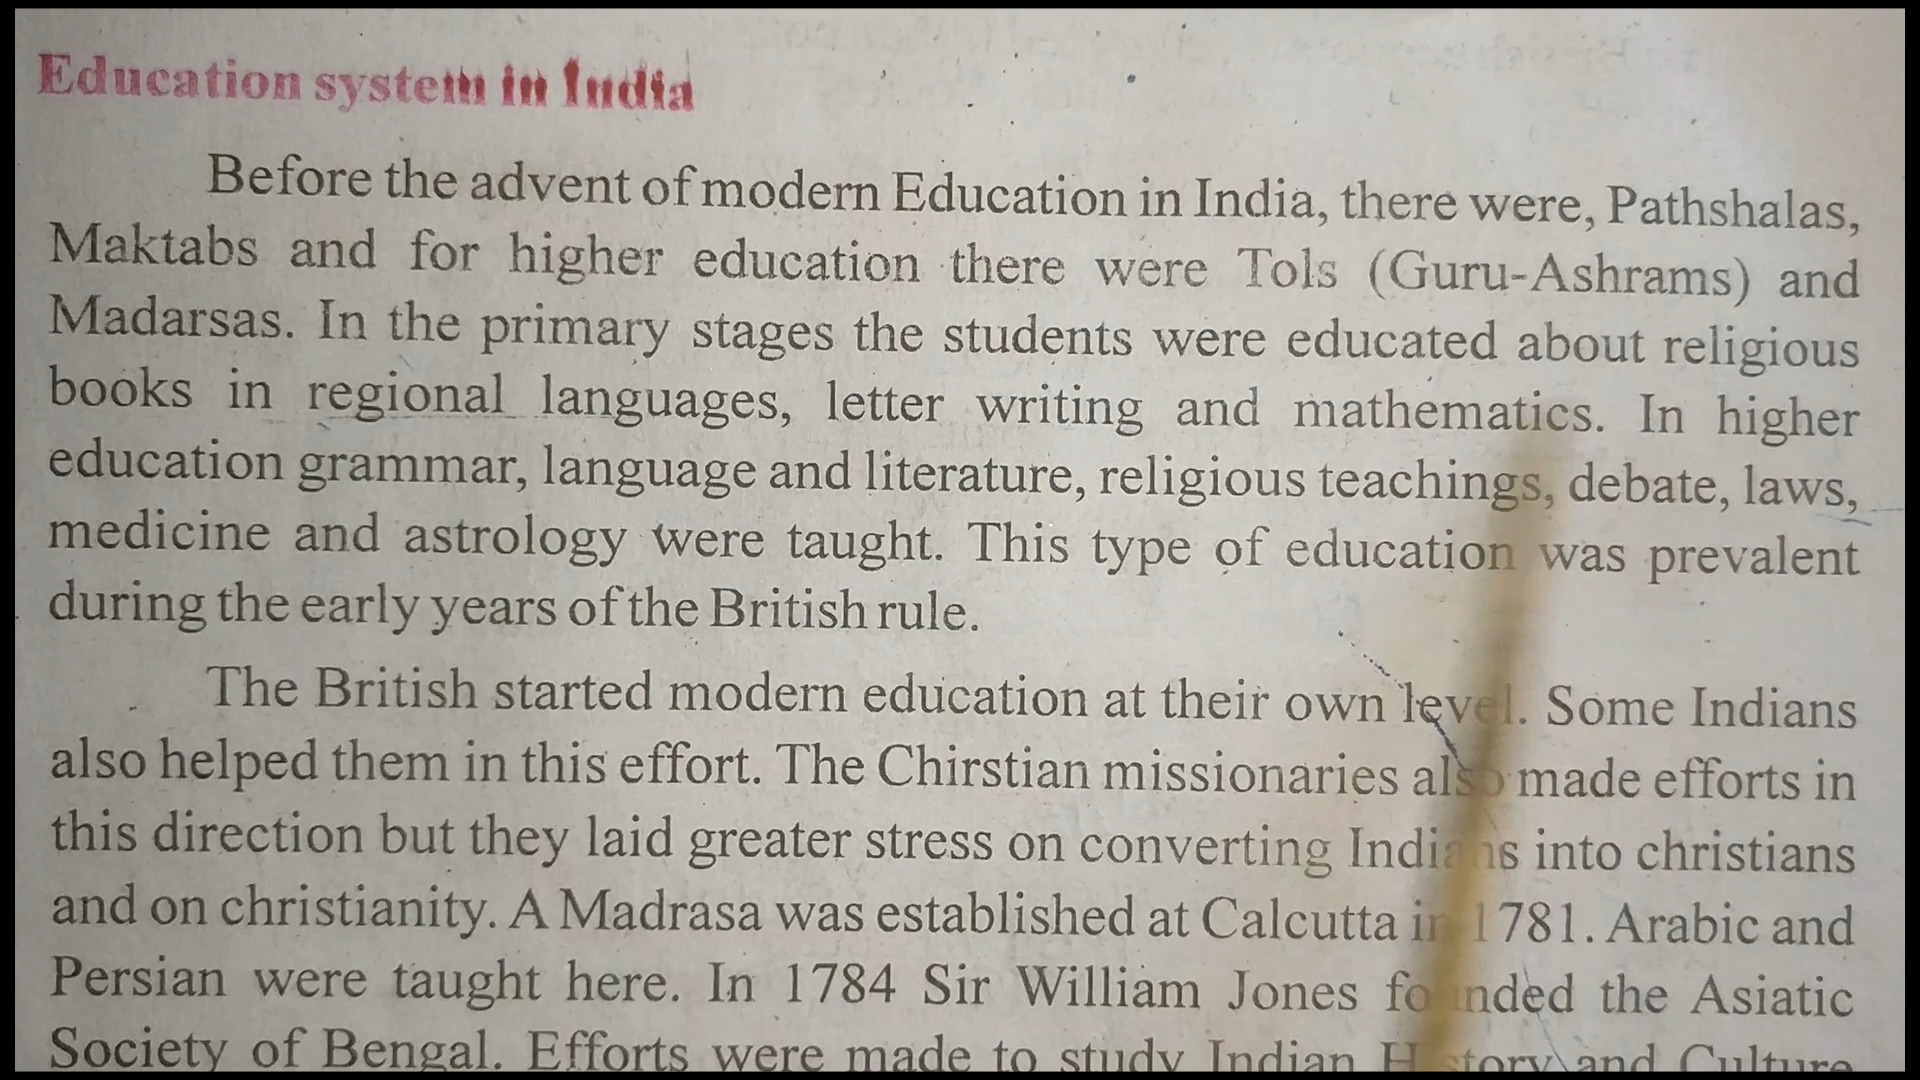 Education system in India
Before the advent of modern Education in India, there were, Pathshalas,
Maktabs and for higher education there were Tols (Guru-Ashrams) and
Madarsas. In the primary stages the students were educated about religious
books in regional languages, letter writing and mathematics. In higher
education grammar, language and literature, religious teachings, debate, laws,
medicine and astrology were taught. This type of education was prevalent
during the early years of the British rule.
The British started modern education at their own level. Some Indians
also helped them in this effort. The Chirstian missionaries also made efforts in
this direction but they laid greater stress on converting Indians into christians
and on christianity. A Madrasa was established at Calcutta in 1781. Arabic and
Persian were taught here. In 1784 Sir William Jones founded the Asiatic
Society of Bengal. Efforts were made to study Indian History and Culture